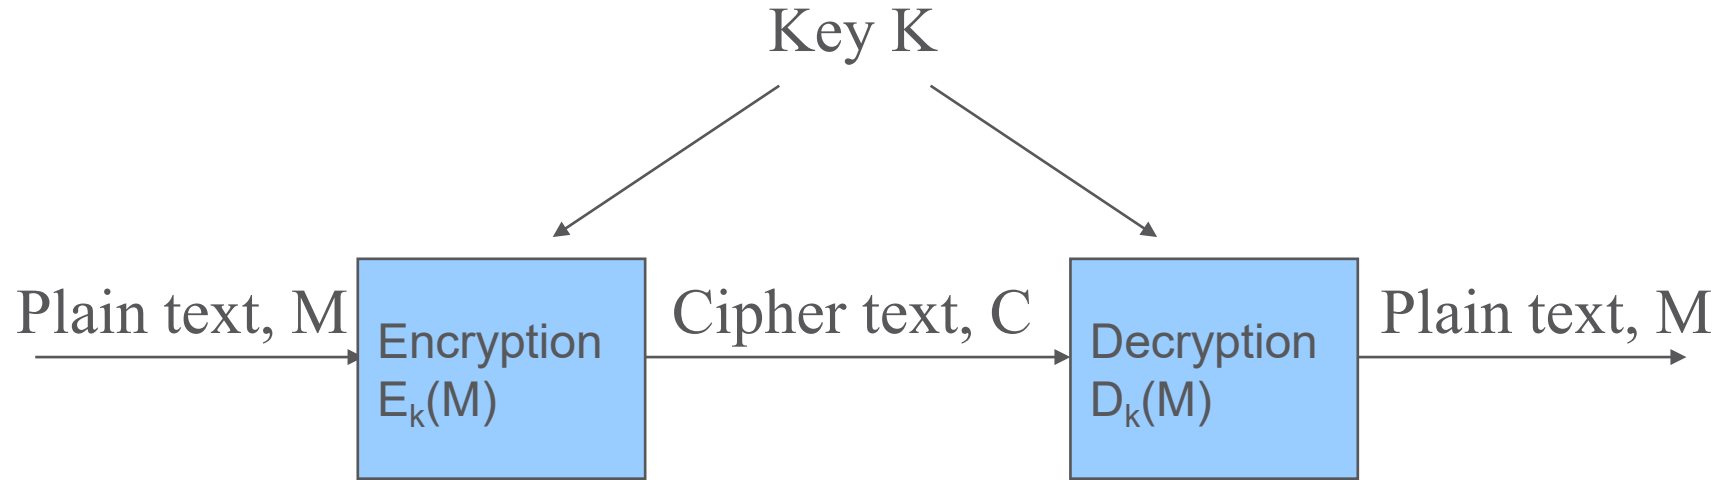 Key K
Plain text, M
Encryption
Eₖ(M)
Cipher text, C
Decryption
Dₖ(M)
Plain text, M